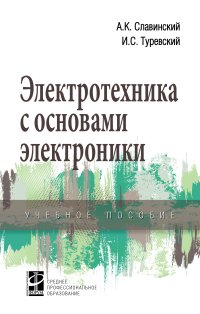 А.К. Славинский
И.С. Туревский
Электротехника
с основами
электроники
УЧЕБНОЕ ПОСОБИЕ
СРЕДНЕЕ
ПРОФЕССИОНАЛЬНОЕ
ОБРАЗОВАНИЕ